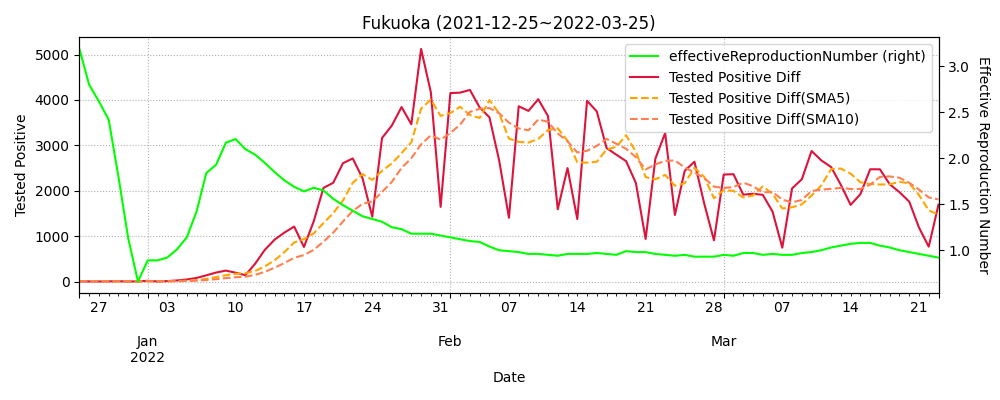 Fukuoka (2021-12-25~2022-03-25)
effectiveReproductionNumber (right)
Tested Positive Diff
Tested Positive Diff(SMA5)
Tested Positive Diff(SMA10)
Tested Positive
5000
4000
3000
2000
1000
0
3.0
2.5
2.0
1.5
1.0
Effective Reproduction Number
27 03 10 17 24 31 07 14 21 28 07 14 21
Jan Feb Mar
2022
Date